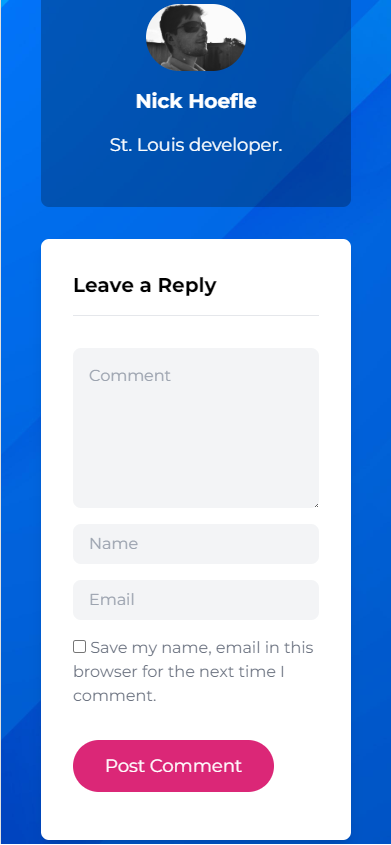 Nick Hoefle
St. Louis developer.
Leave a Reply
Comment
Name
Email
Save my name, email in this
browser for the next time I
comment.
Post Comment